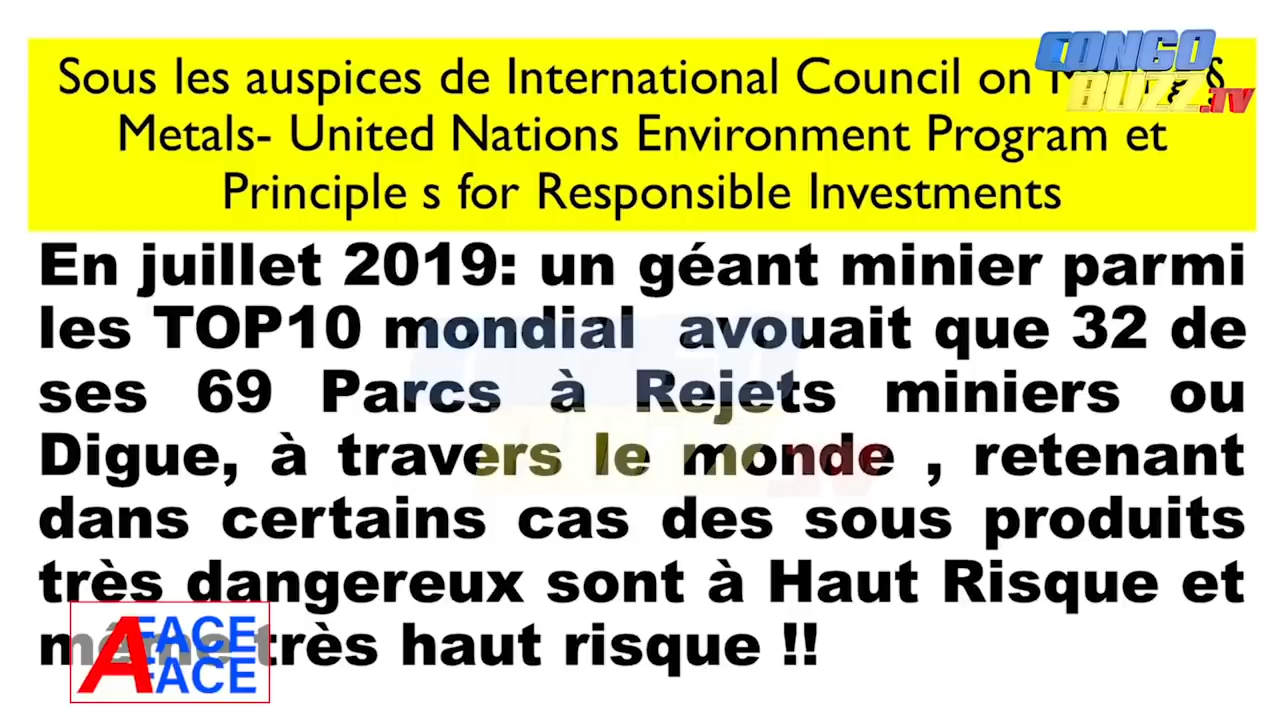 Sous les auspices de International Council on
Metals- United Nations Environment Program et
Principle s for Responsible Investments
CONGO
BUZZ.TV
En juillet 2019: un géant minier parmi
les TOP10 mondial avouait que 32 de
ses 69 Parcs à Rejets miniers ou
Digue, à travers le monde , retenant
dans certains cas des sous produits
très dangereux sont à Haut Risque et
même très haut risque !!
A FACE
FACE